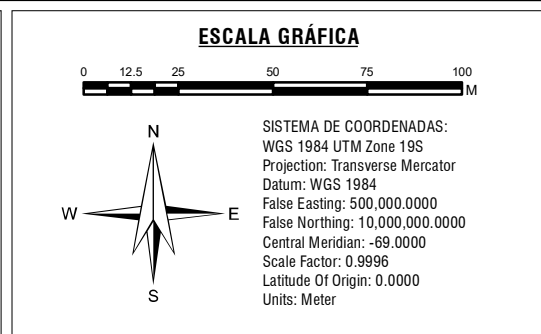 ESCALA GRÁFICA
0 12.5 25 50 75 100
M
N
W E
S
SISTEMA DE COORDENADAS:
WGS 1984 UTM Zone 19S
Projection: Transverse Mercator
Datum: WGS 1984
False Easting: 500,000.0000
False Northing: 10,000,000.0000
Central Meridian: -69.0000
Scale Factor: 0.9996
Latitude Of Origin: 0.0000
Units: Meter